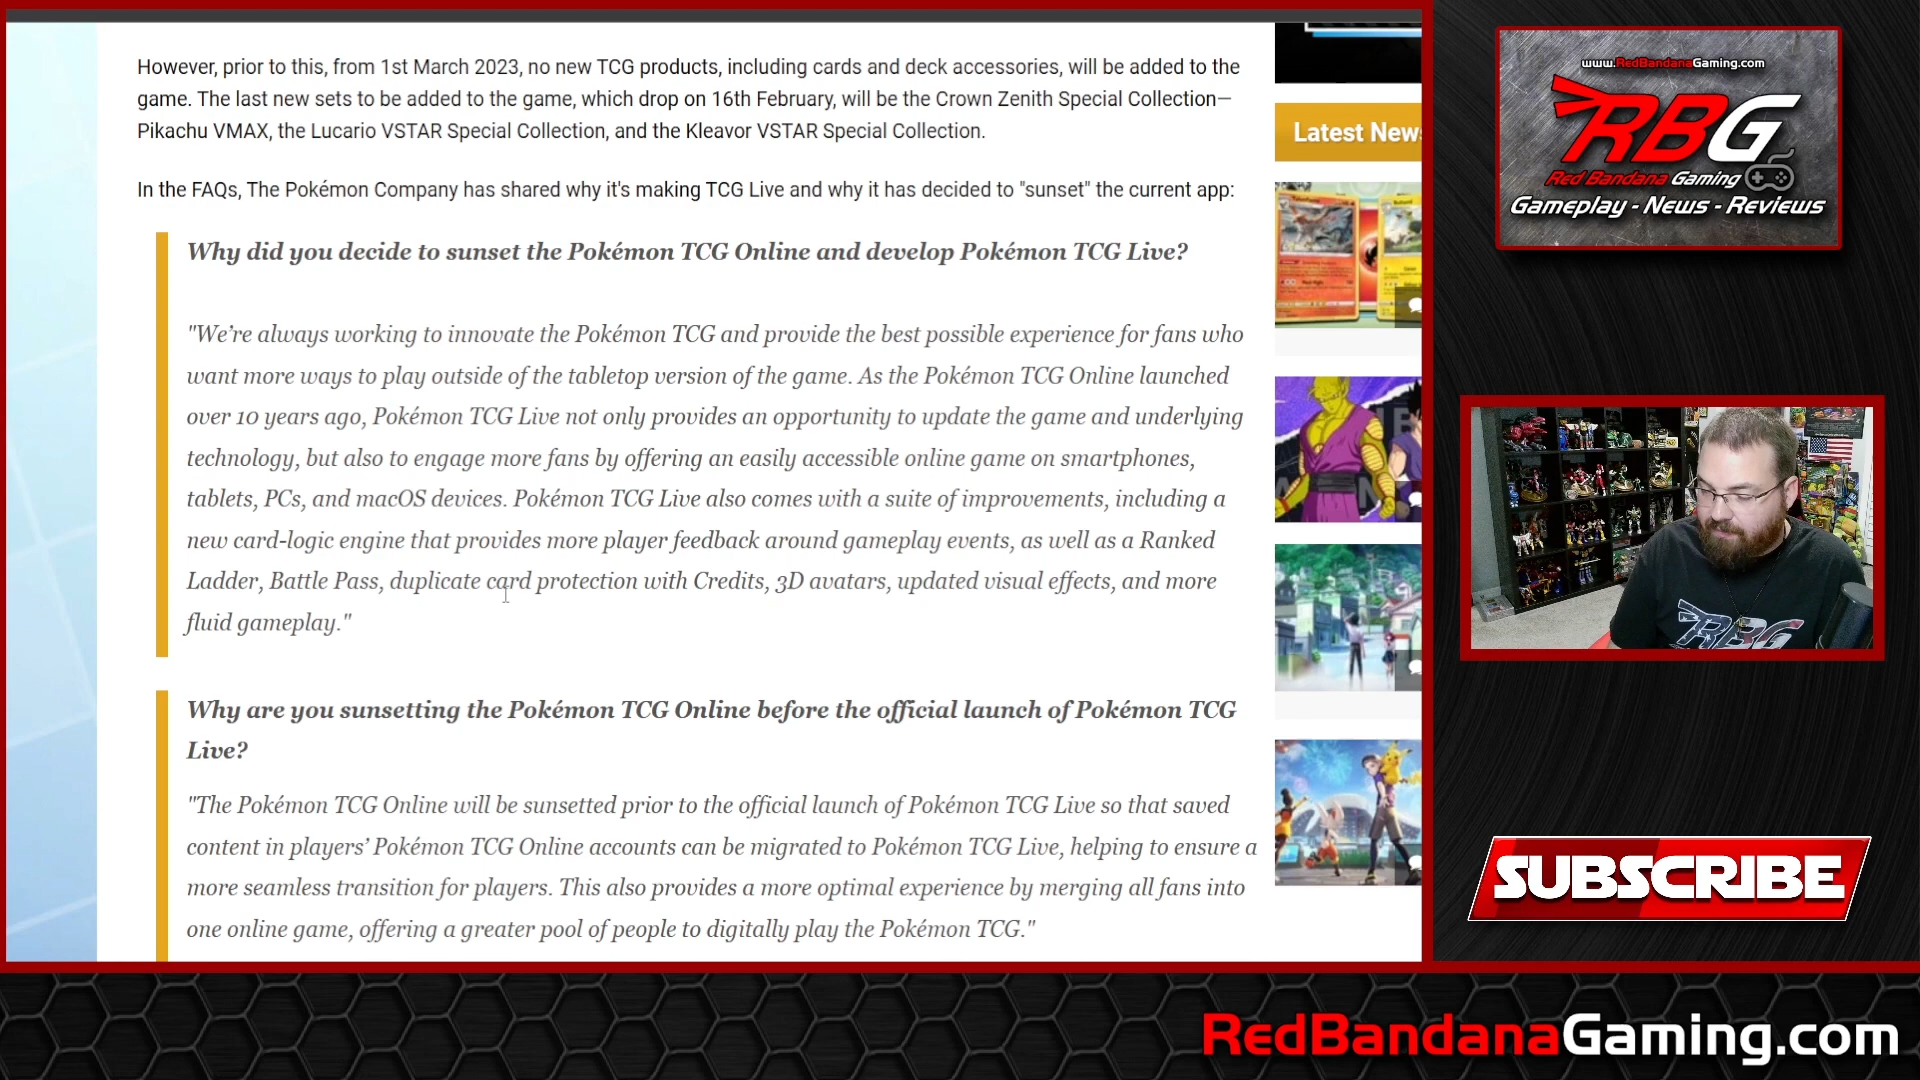 However, prior to this, from 1st March 2023, no new TCG products, including cards and deck accessories, will be added to the
game. The last new sets to be added to the game, which drop on 16th February, will be the Crown Zenith Special Collection—
Pikachu VMAX, the Lucario VSTAR Special Collection, and the Kleavor VSTAR Special Collection.
In the FAQs, The Pokémon Company has shared why it's making TCG Live and why it has decided to "sunset" the current app:
Why did you decide to sunset the Pokémon TCG Online and develop Pokémon TCG Live?
"We’re always working to innovate the Pokémon TCG and provide the best possible experience for fans who
want more ways to play outside of the tabletop version of the game. As the Pokémon TCG Online launched
over 10 years ago, Pokémon TCG Live not only provides an opportunity to update the game and underlying
technology, but also to engage more fans by offering an easily accessible online game on smartphones,
tablets, PCs, and macOS devices. Pokémon TCG Live also comes with a suite of improvements, including a
new card-logic engine that provides more player feedback around gameplay events, as well as a Ranked
Ladder, Battle Pass, duplicate card protection with Credits, 3D avatars, updated visual effects, and more
fluid gameplay."
Why are you sunsetting the Pokémon TCG Online before the official launch of Pokémon TCG
Live?
"The Pokémon TCG Online will be sunsetted prior to the official launch of Pokémon TCG Live so that saved
content in players’ Pokémon TCG Online accounts can be migrated to Pokémon TCG Live, helping to ensure a
more seamless transition for players. This also provides a more optimal experience by merging all fans into
one online game, offering a greater pool of people to digitally play the Pokémon TCG."
Latest New
www.RedBandanaGaming.com
RBG
Red Bandana Gaming
Gameplay - News - Reviews
RBG
SUBSCRIBE
RedBandanaGaming.com